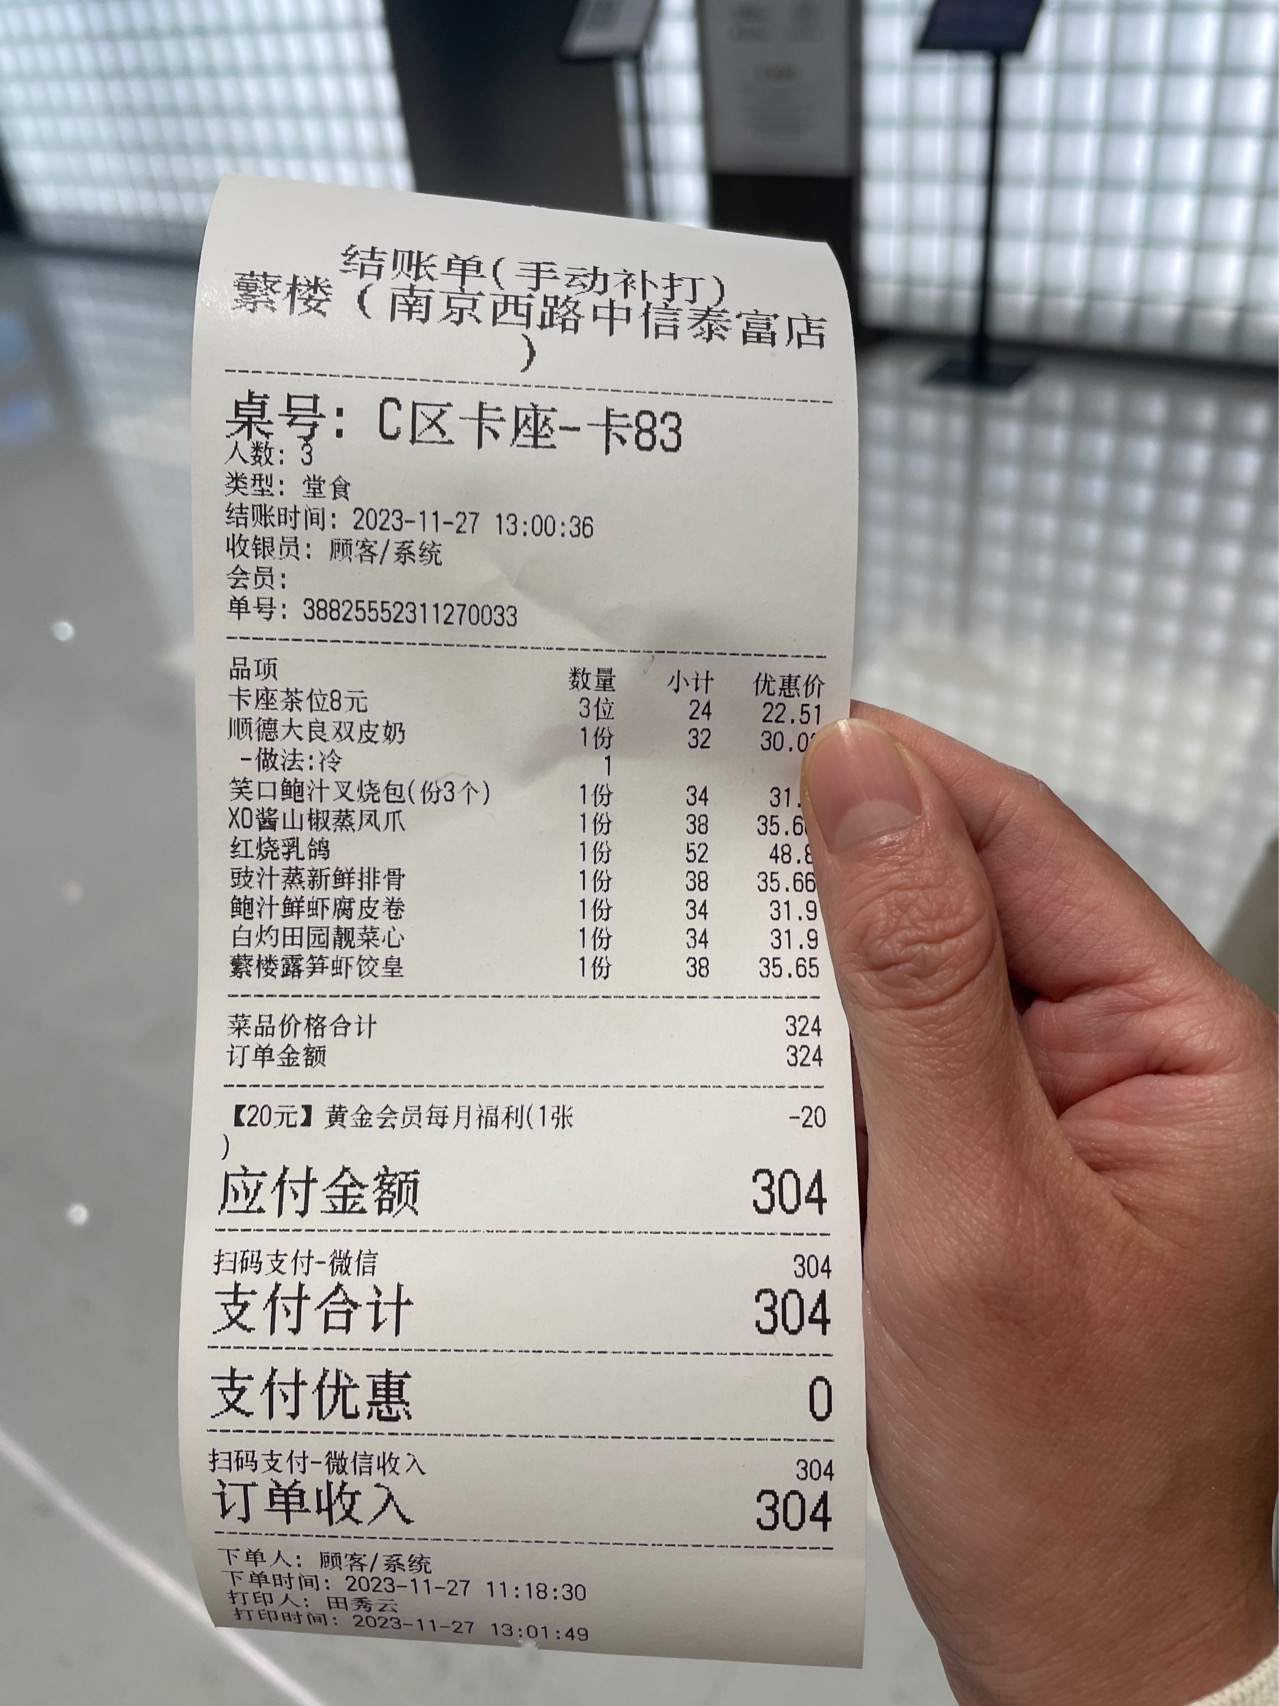 结账单(手动补打)
蘩楼（南京西路中信泰富店
）
桌号: C区卡座-卡83
人数: 3
类型: 堂食
结账时间: 2023-11-27 13:00:36
收银员: 顾客/系统
会员:
单号: 38825552311270033
品项 数量 小计 优惠价
卡座茶位8元 3位 24 22.51
顺德大良双皮奶 1份 32 30.0
-做法:冷 1
笑口鲍汁叉烧包(份3个) 1份 34 31.
XO酱山椒蒸凤爪 1份 38 35.6
红烧乳鸽 1份 52 48.8
豉汁蒸新鲜排骨 1份 38 35.66
鲍汁鲜虾腐皮卷 1份 34 31.9
白灼田园靓菜心 1份 34 31.9
蘩楼露笋虾饺皇 1份 38 35.65
菜品价格合计 324
订单金额 324
【20元】黄金会员每月福利(1张 -20
)
应付金额 304
扫码支付-微信 304
支付合计 304
支付优惠 0
扫码支付-微信收入 304
订单收入 304
下单人: 顾客/系统
下单时间: 2023-11-27 11:18:30
打印人: 田秀云
打印时间: 2023-11-27 13:01:49